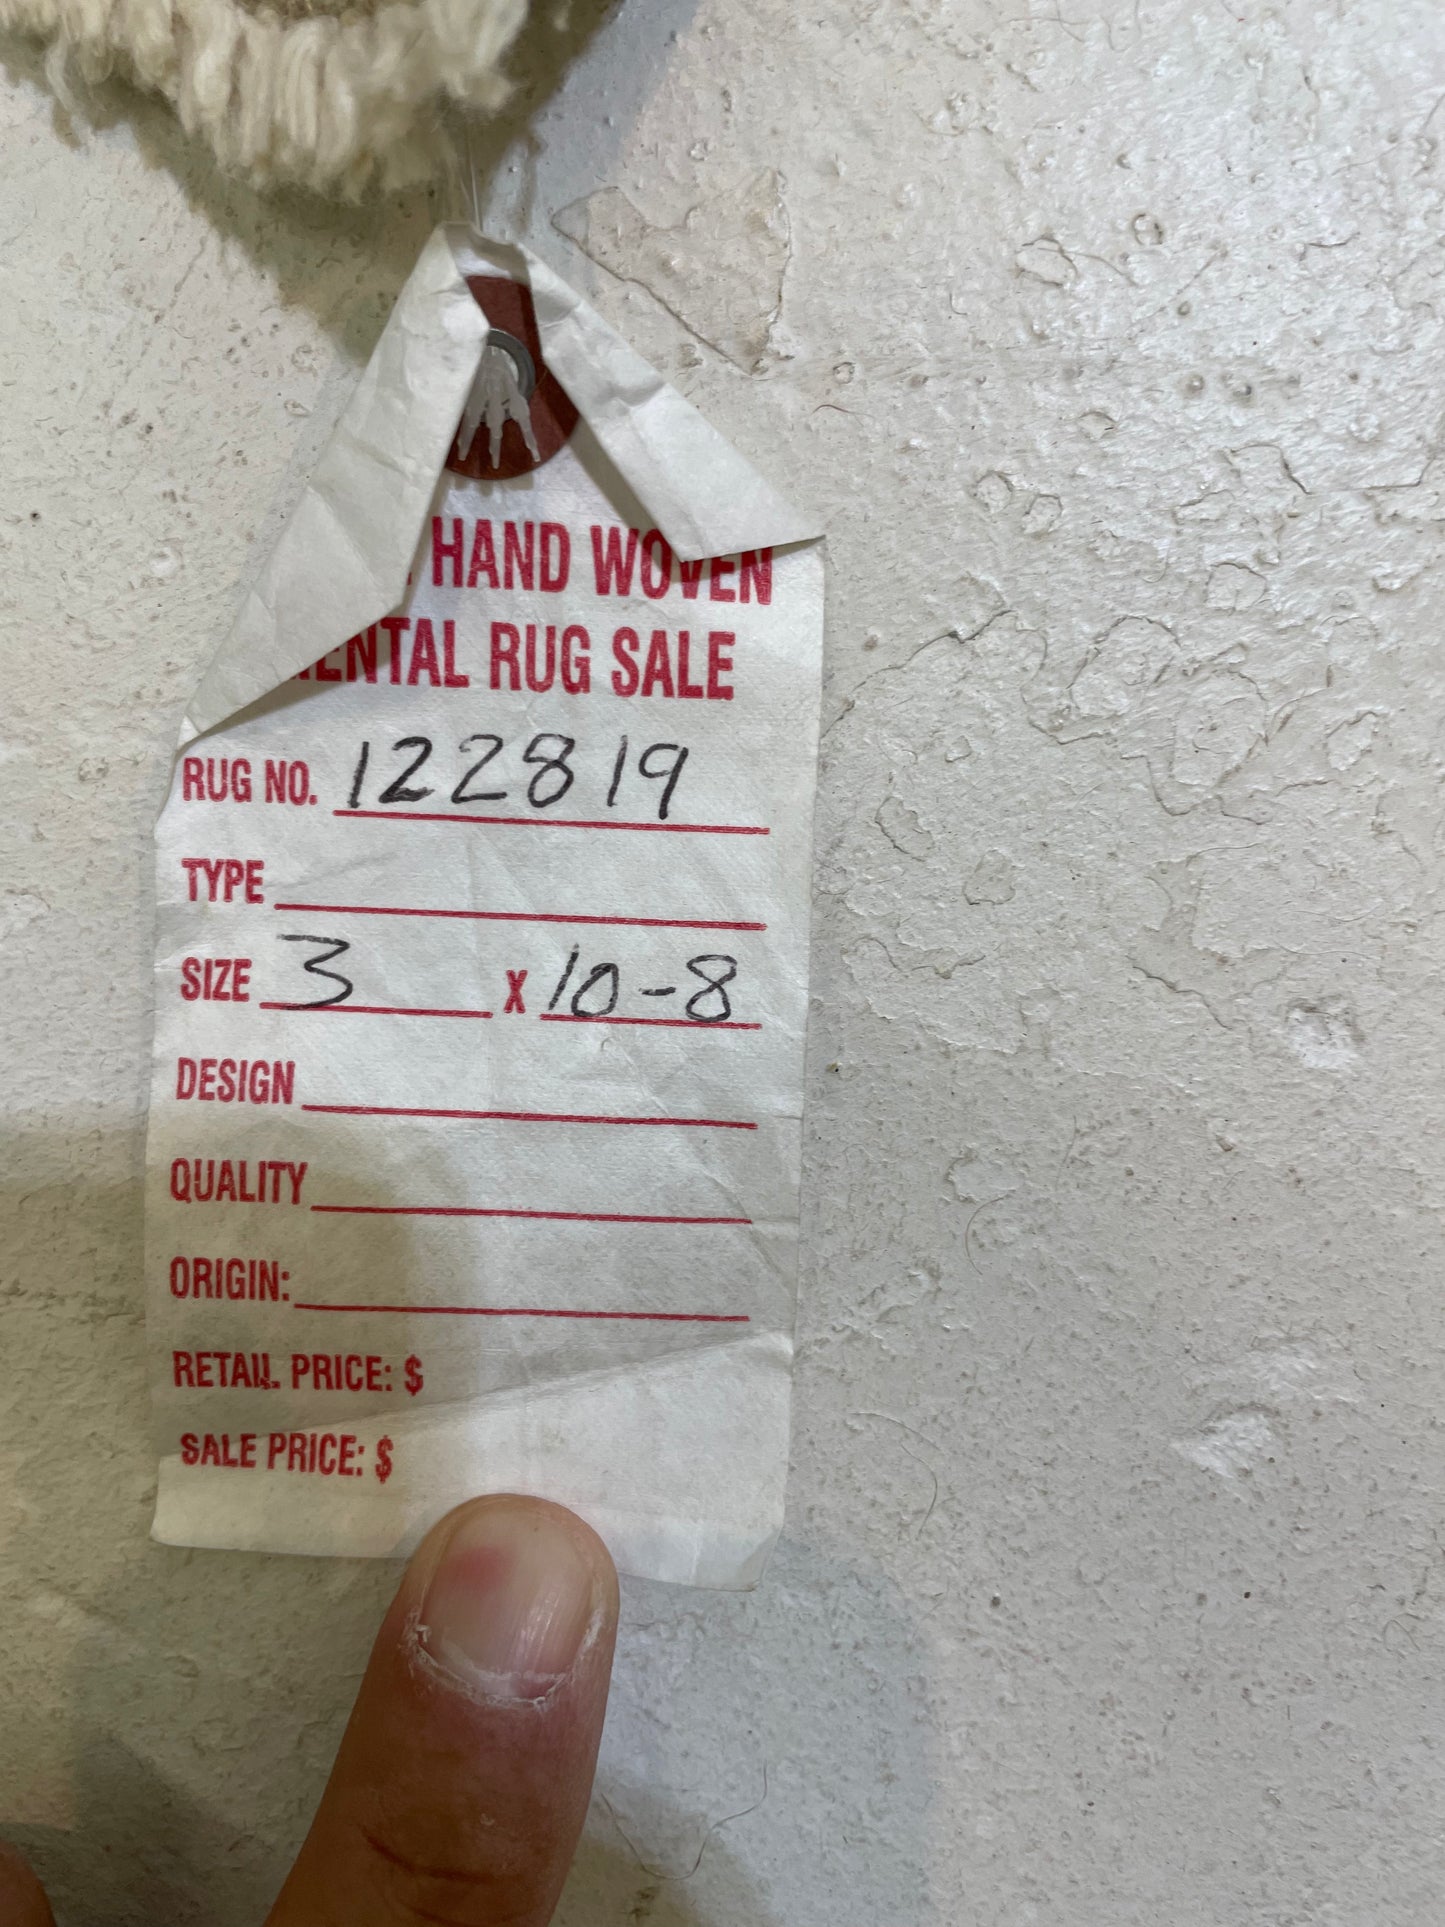 HAND WOVEN
RUG SALE
RUG NO. 122819
TYPE
SIZE 3 x 10-8
DESIGN
QUALITY
ORIGIN:
RETAIL PRICE: $
SALE PRICE: $